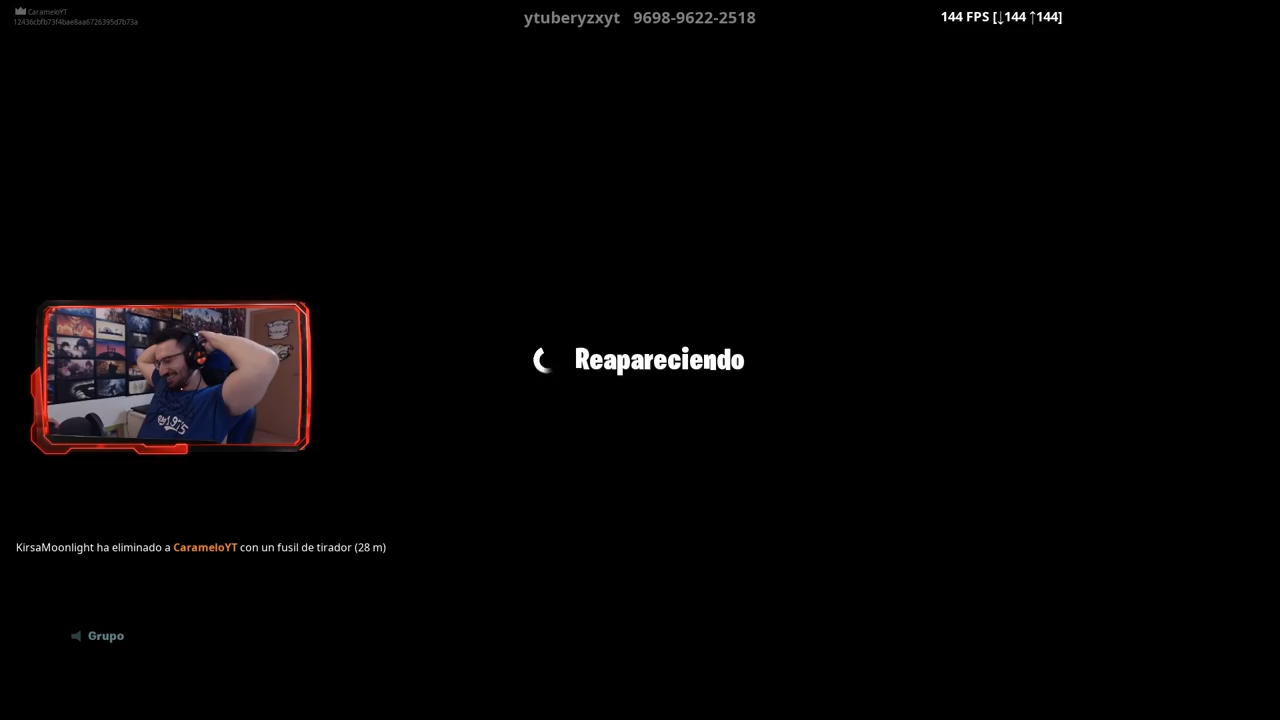 CarameloYT
12436cbfb73f4bae8aa6726395d7b73a
ytuberyzxyt 9698-9622-2518
144 FPS [↓144 ↑144]
Reapareciendo
KirsaMoonlight ha eliminado a CarameloYT con un fusil de tirador (28 m)
Grupo